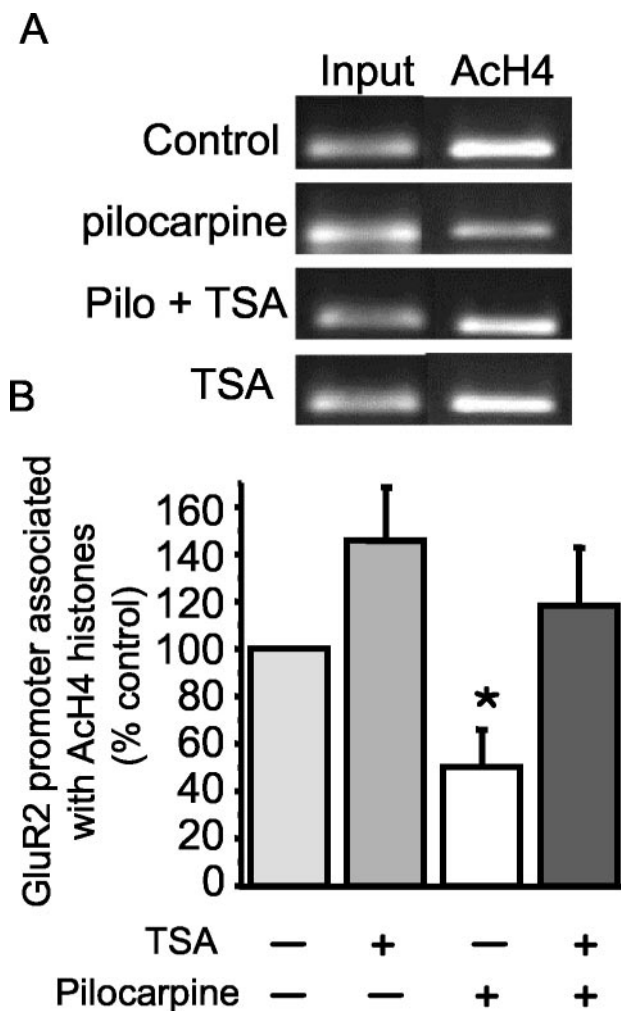 A
Input AcH4
Control
pilocarpine
Pilo + TSA
TSA
B
GluR2 promoter associated
with AcH4 histones
(% control)
160
140
120
100
80
60
40
20
0
*
TSA — + — +
Pilocarpine — — + +